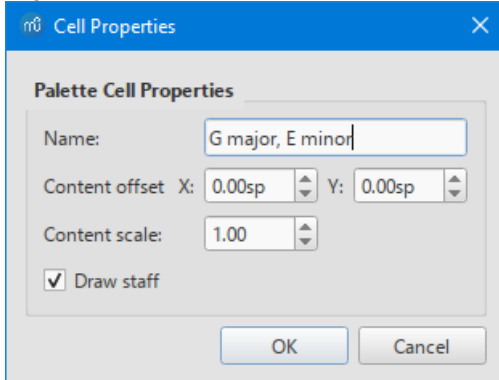 Cell Properties
Palette Cell Properties
Name: G major, E minor
Content offset X: 0.00sp Y: 0.00sp
Content scale: 1.00
Draw staff
OK Cancel